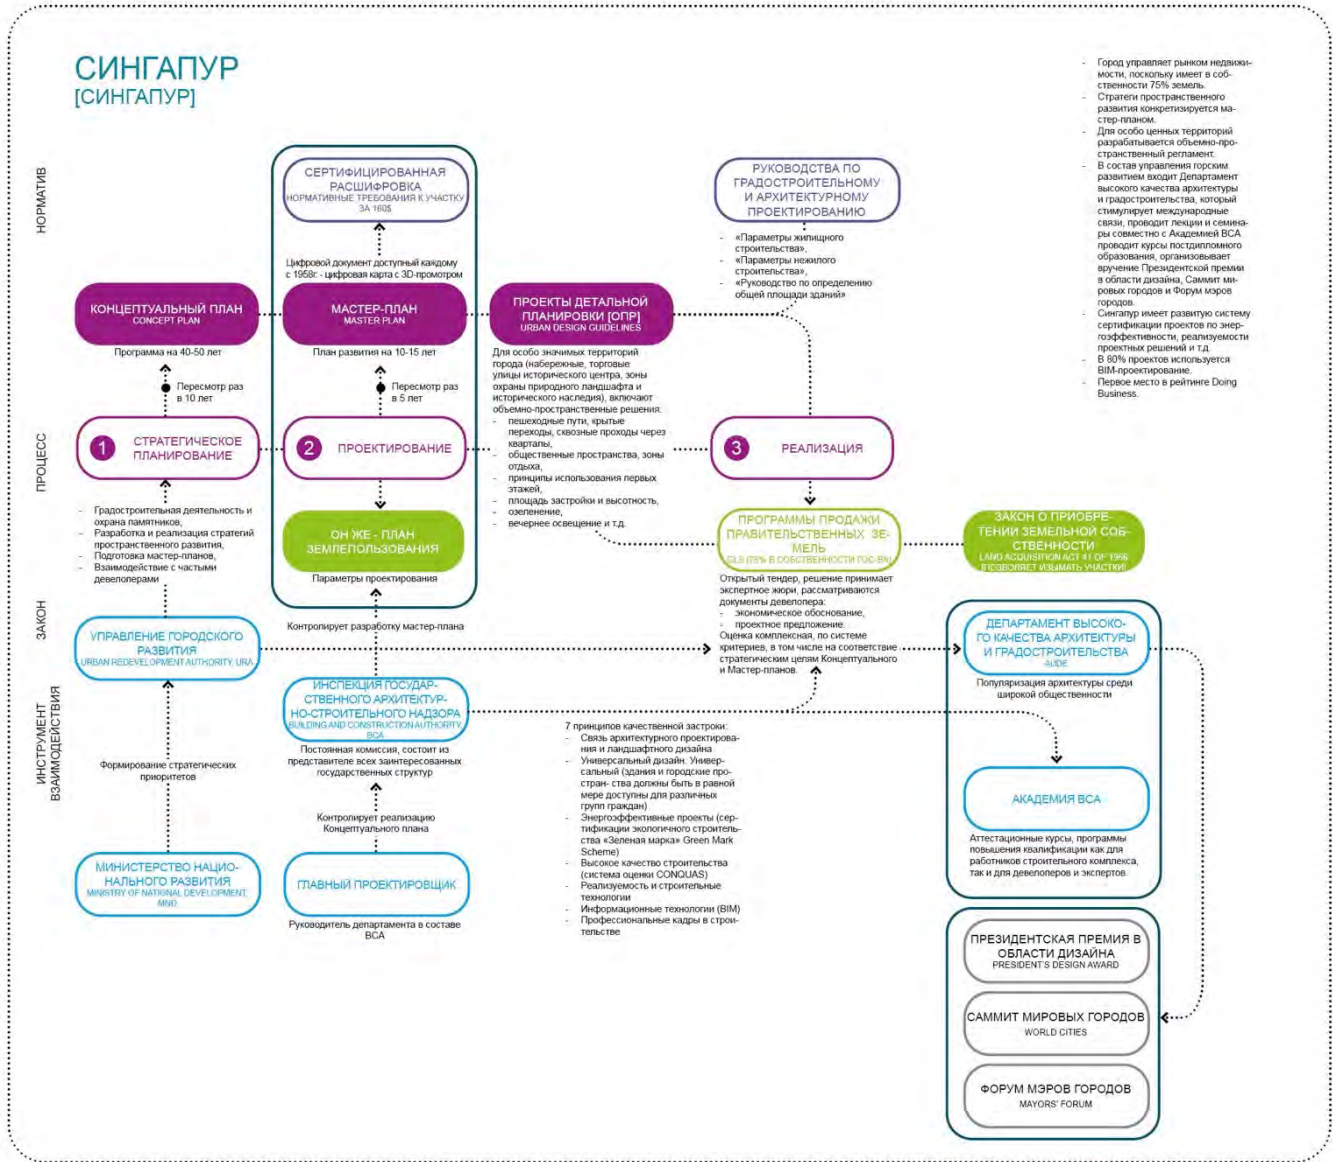 СИНГАПУР
[СИНГАПУР]
- Город управляет рынком недвижи-
мости, поскольку имеет в соб-
ственности 75% земель.
- Стратеги пространственного
развития конкретизируется ма-
стер-планом.
- Для особо ценных территорий
разрабатывается объемно-про-
странственный регламент.
- В состав управления горским
развитием входит Департамент
высокого качества архитектуры
и градостроительства, который
стимулирует международные
связи, проводит лекции и семина-
ры совместно с Академией BCA
проводит курсы постдипломного
образования, организовывает
вручение Президентской премии
в области дизайна, Саммит ми-
ровых городов и Форум мэров
городов.
- Сингапур имеет развитую систему
сертификации проектов по энер-
гоэффективности, реализуемости
проектных решений и т.д.
- В 80% проектов используется
BIM-проектирование.
- Первое место в рейтинге Doing
Business.
НОРМАТИВ
СЕРТИФИЦИРОВАННАЯ
РАСШИФРОВКА
НОРМАТИВНЫЕ ТРЕБОВАНИЯ К УЧАСТКУ
ЗА 160$
Цифровой документ доступный каждому
с 1958г. - цифровая карта с 3D-промотром
РУКОВОДСТВА ПО
ГРАДОСТРОИТЕЛЬНОМУ
И АРХИТЕКТУРНОМУ
ПРОЕКТИРОВАНИЮ
- «Параметры жилищного
строительства»,
- «Параметры нежилого
строительства»,
- «Руководство по определению
общей площади зданий»
КОНЦЕПТУАЛЬНЫЙ ПЛАН
CONCEPT PLAN
Программа на 40-50 лет
Пересмотр раз
в 10 лет
МАСТЕР-ПЛАН
MASTER PLAN
План развития на 10-15 лет
Пересмотр раз
в 5 лет
ПРОЕКТЫ ДЕТАЛЬНОЙ
ПЛАНИРОВКИ [ОПР]
URBAN DESIGN GUIDELINES
Для особо значимых территорий
города (набережные, торговые
улицы исторического центра, зоны
охраны природного ландшафта и
исторического наследия), включают
объемно-пространственные решения:
- пешеходные пути, крытые
переходы, сквозные проходы через
кварталы,
- общественные пространства, зоны
отдыха,
- принципы использования первых
этажей,
- площадь застройки и высотность,
- озеленение,
- вечернее освещение и т.д.
ПРОЦЕСС
1 СТРАТЕГИЧЕСКОЕ
ПЛАНИРОВАНИЕ
2 ПРОЕКТИРОВАНИЕ
3 РЕАЛИЗАЦИЯ
- Градостроительная деятельность и
охрана памятников,
- Разработка и реализация стратегий
пространственного развития,
- Подготовка мастер-планов,
- Взаимодействие с частыми
девелоперами
ОН ЖЕ - ПЛАН
ЗЕМЛЕПОЛЬЗОВАНИЯ
Параметры проектирования
ПРОГРАММЫ ПРОДАЖИ
ПРАВИТЕЛЬСТВЕННЫХ ЗЕ-
МЕЛЬ
GLS (75% В СОБСТВЕННОСТИ ГОС-ВА)
ЗАКОН О ПРИОБРЕ-
ТЕНИИ ЗЕМЕЛЬНОЙ СОБ-
СТВЕННОСТИ
LAND ACQUISITION ACT 41 OF 1966
(ПОЗВОЛЯЕТ ИЗЫМАТЬ УЧАСТКИ)
Открытый тендер, решение принимает
экспертное жюри, рассматриваются
документы девелопера:
- экономическое обоснование,
- проектное предложение.
Оценка комплексная, по системе
критериев, в том числе на соответствие
стратегическим целям Концептуального
и Мастер-планов.
ЗАКОН
Контролирует разработку мастер-плана
УПРАВЛЕНИЕ ГОРОДСКОГО
РАЗВИТИЯ
URBAN REDEVELOPMENT AUTHORITY, URA
ДЕПАРТАМЕНТ ВЫСОКО-
ГО КАЧЕСТВА АРХИТЕКТУРЫ
И ГРАДОСТРОИТЕЛЬСТВА
AUDE
Популяризация архитектуры среди
широкой общественности
ИНСТРУМЕНТ
ВЗАИМОДЕЙСТВИЯ
ИНСПЕКЦИЯ ГОСУДАР-
СТВЕННОГО АРХИТЕКТУР-
НО-СТРОИТЕЛЬНОГО НАДЗОРА
BUILDING AND CONSTRUCTION AUTHORITY,
BCA
Постоянная комиссия, состоит из
представителе всех заинтересованных
государственных структур
Формирование стратегических
приоритетов
Контролирует реализацию
Концептуального плана
7 принципов качественной застроки:
- Связь архитектурного проектирова-
ния и ландшафтного дизайна
- Универсальный дизайн. Универ-
сальный (здания и городские про-
стран- ства должны быть в равной
мере доступны для различных
групп граждан)
- Энергоэффективные проекты (сер-
тификации экологичного строитель-
ства «Зеленая марка» Green Mark
Scheme)
- Высокое качество строительства
(система оценки CONQUAS)
- Реализуемость и строительные
технологии
- Информационные технологии (BIM)
- Профессиональные кадры в строи-
тельстве
АКАДЕМИЯ BCA
Аттестационные курсы, программы
повышения квалификации как для
работников строительного комплекса,
так и для девелоперов и экспертов.
МИНИСТЕРСТВО НАЦИО-
НАЛЬНОГО РАЗВИТИЯ
MINISTRY OF NATIONAL DEVELOPMENT,
MND
ГЛАВНЫЙ ПРОЕКТИРОВЩИК
Руководитель департамента в составе
BCA
ПРЕЗИДЕНТСКАЯ ПРЕМИЯ В
ОБЛАСТИ ДИЗАЙНА
PRESIDENT'S DESIGN AWARD
САММИТ МИРОВЫХ ГОРОДОВ
WORLD CITIES
ФОРУМ МЭРОВ ГОРОДОВ
MAYORS' FORUM